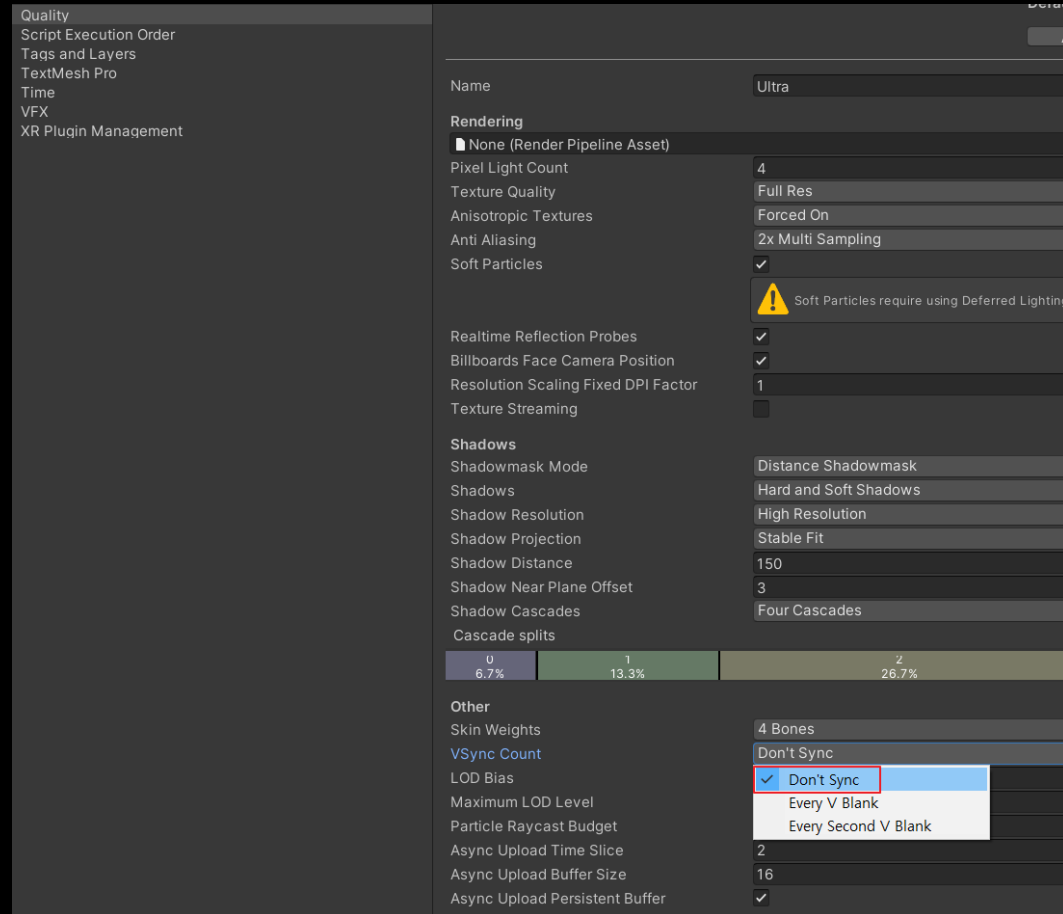 Quality
Script Execution Order
Tags and Layers
TextMesh Pro
Time
VFX
XR Plugin Management
Name Ultra
Rendering
None (Render Pipeline Asset)
Pixel Light Count 4
Texture Quality Full Res
Anisotropic Textures Forced On
Anti Aliasing 2x Multi Sampling
Soft Particles
Soft Particles require using Deferred Lighting
Realtime Reflection Probes
Billboards Face Camera Position
Resolution Scaling Fixed DPI Factor 1
Texture Streaming
Shadows
Shadowmask Mode Distance Shadowmask
Shadows Hard and Soft Shadows
Shadow Resolution High Resolution
Shadow Projection Stable Fit
Shadow Distance 150
Shadow Near Plane Offset 3
Shadow Cascades Four Cascades
Cascade splits
0 1 2
6.7% 13.3% 26.7%
Other
Skin Weights 4 Bones
VSync Count Don't Sync
LOD Bias Don't Sync
Maximum LOD Level Every V Blank
Particle Raycast Budget Every Second V Blank
Async Upload Time Slice 2
Async Upload Buffer Size 16
Async Upload Persistent Buffer